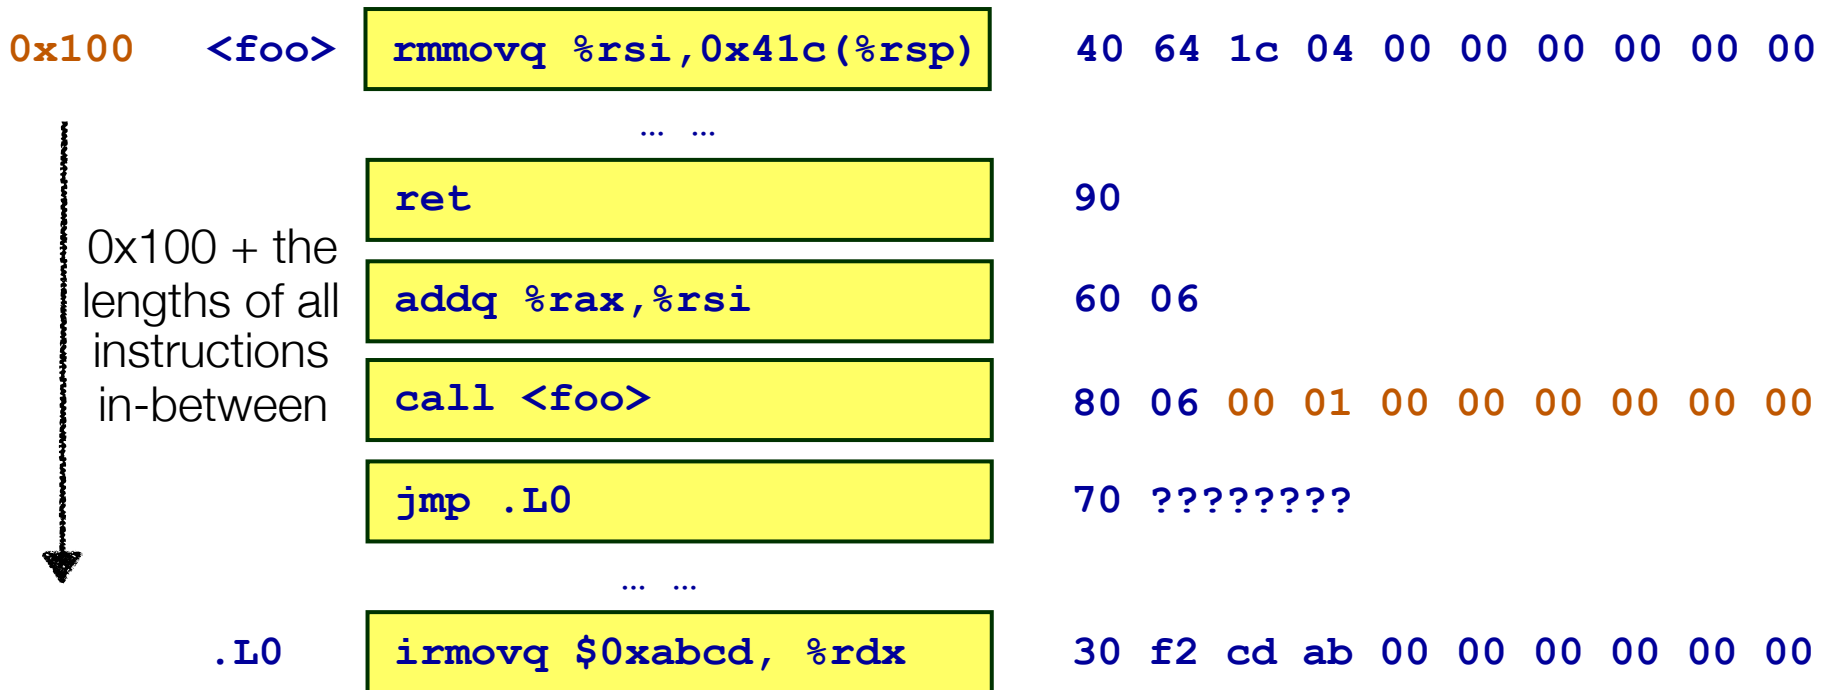 0x100 <foo> rmmovq %rsi,0x41c(%rsp) 40 64 1c 04 00 00 00 00 00 00
… …
ret 90
0x100 + the
lengths of all
instructions
in-between
addq %rax,%rsi 60 06
call <foo> 80 06 00 01 00 00 00 00 00 00
jmp .L0 70 ????????
… …
.L0 irmovq $0xabcd, %rdx 30 f2 cd ab 00 00 00 00 00 00